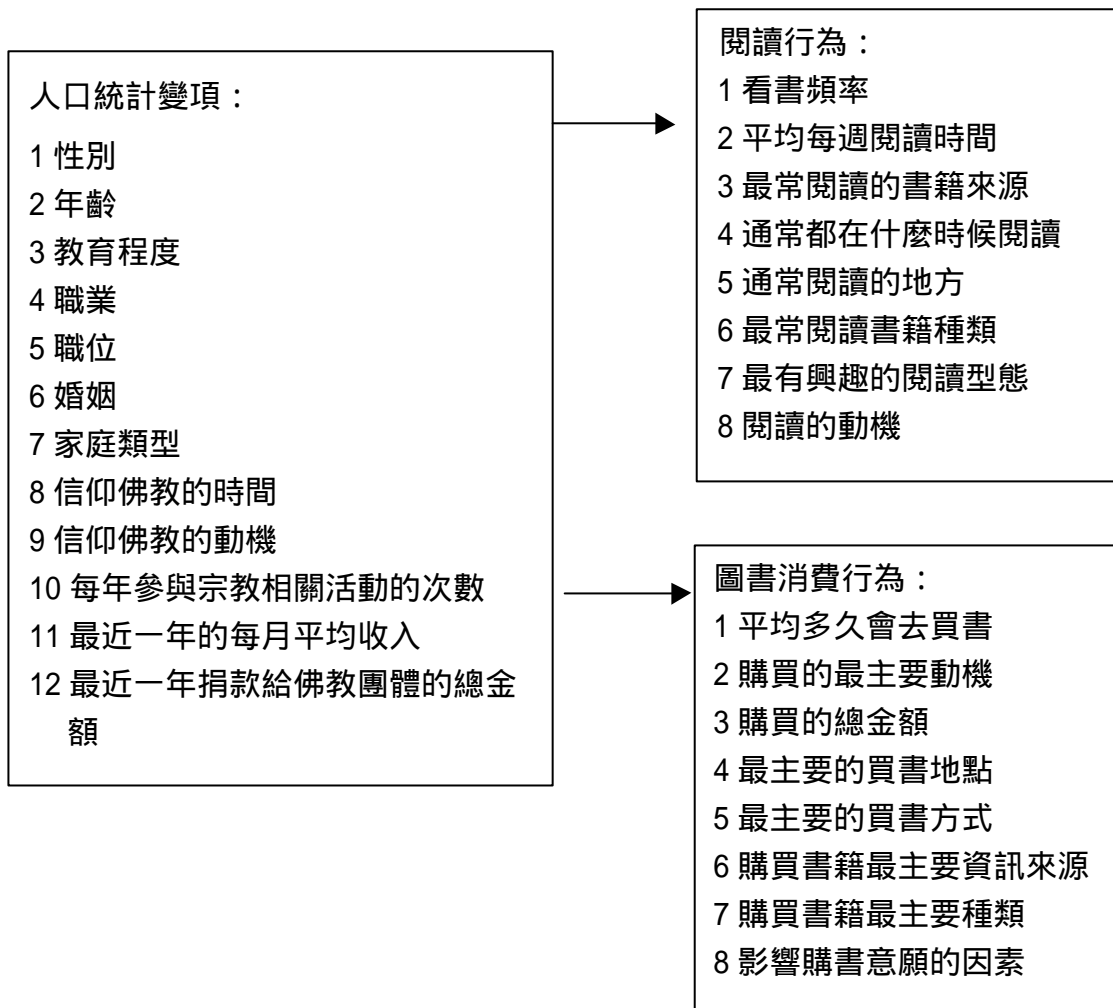 人口統計變項：
1 性別
2 年齡
3 教育程度
4 職業
5 職位
6 婚姻
7 家庭類型
8 信仰佛教的時間
9 信仰佛教的動機
10 每年參與宗教相關活動的次數
11 最近一年的每月平均收入
12 最近一年捐款給佛教團體的總金
額
閱讀行為：
1 看書頻率
2 平均每週閱讀時間
3 最常閱讀的書籍來源
4 通常都在什麼時候閱讀
5 通常閱讀的地方
6 最常閱讀書籍種類
7 最有興趣的閱讀型態
8 閱讀的動機
圖書消費行為：
1 平均多久會去買書
2 購買的最主要動機
3 購買的總金額
4 最主要的買書地點
5 最主要的買書方式
6 購買書籍最主要資訊來源
7 購買書籍最主要種類
8 影響購書意願的因素